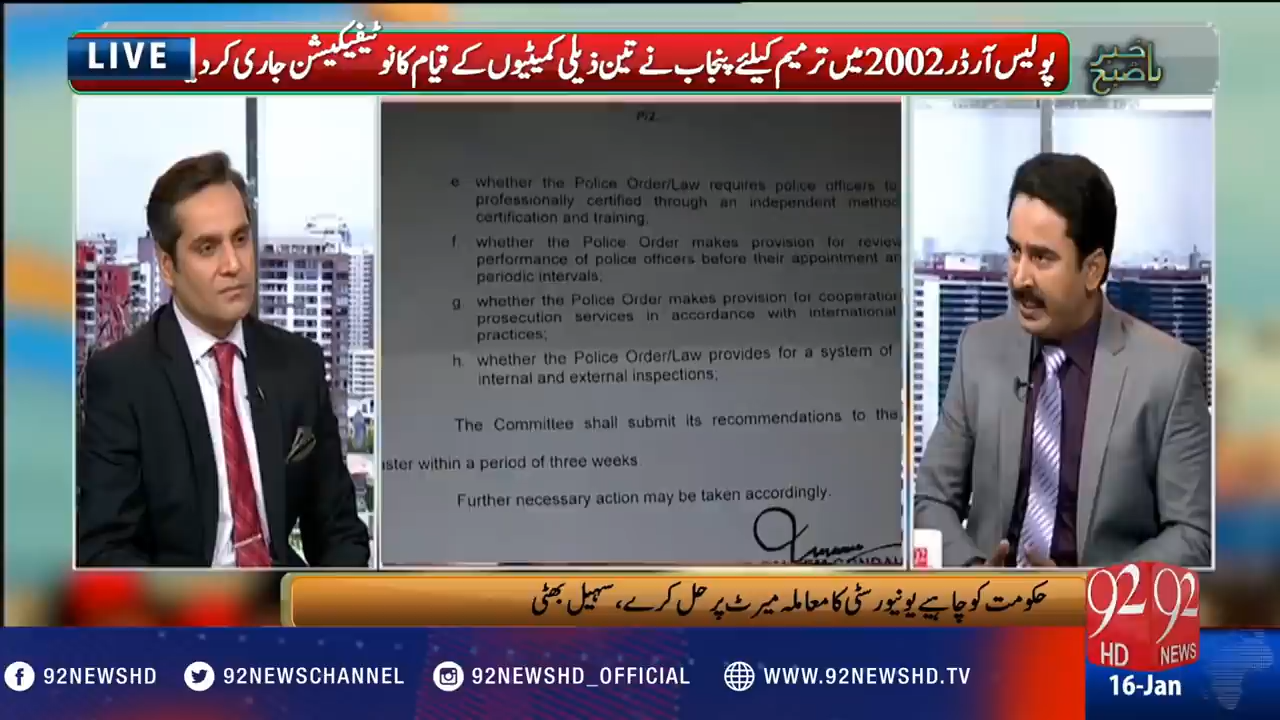 LIVE
پولیس آرڈر 2002 میں ترمیم کیلئے پنجاب نے تین ذیلی کمیٹیوں کے قیام کا نوٹیفیکیشن جاری کر دیا
باخبر صبح
P/2
e. whether the Police Order/Law requires police officers to
professionally certified through an independent method
certification and training;
f. whether the Police Order makes provision for review
performance of police officers before their appointment an
periodic intervals;
g. whether the Police Order makes provision for cooperation
prosecution services in accordance with international
practices;
h. whether the Police Order/Law provides for a system of
internal and external inspections;
The Committee shall submit its recommendations to the
ister within a period of three weeks
Further necessary action may be taken accordingly.
حکومت کو چاہیے یونیورسٹی کا معاملہ میرٹ پر حل کرے، سہیل بھٹی
92 92
HD NEWS
16-Jan
92NEWSHD
92NEWSCHANNEL
92NEWSHD_OFFICIAL
WWW.92NEWSHD.TV